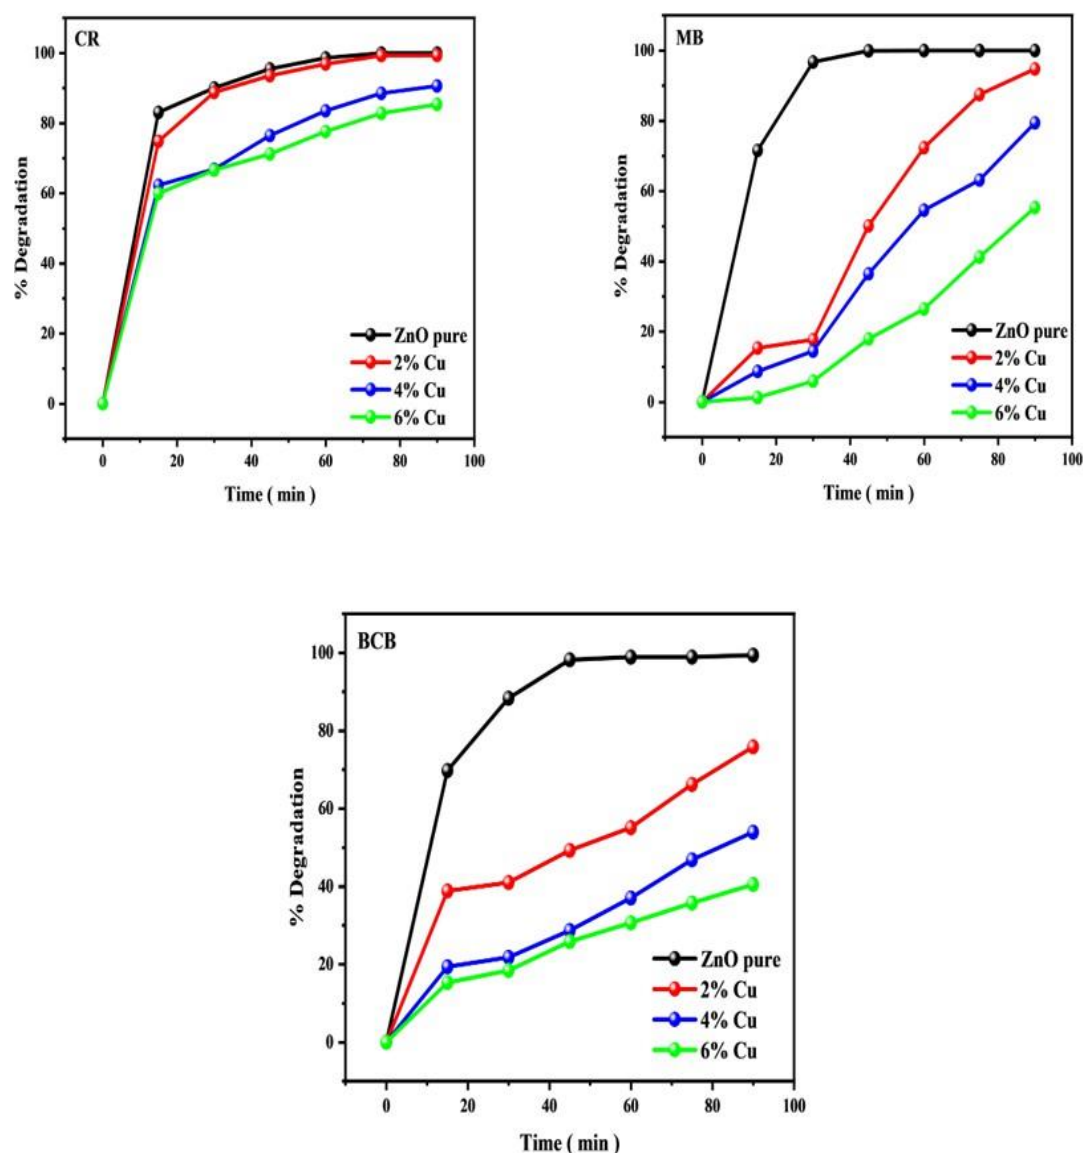 CR
100
80
60
40
20
0
% Degradation
ZnO pure
2% Cu
4% Cu
6% Cu
0 20 40 60 80 100
Time ( min )
MB
100
80
60
40
20
0
% Degradation
ZnO pure
2% Cu
4% Cu
6% Cu
0 20 40 60 80 100
Time ( min )
BCB
100
80
60
40
20
0
% Degradation
ZnO pure
2% Cu
4% Cu
6% Cu
0 20 40 60 80 100
Time ( min )